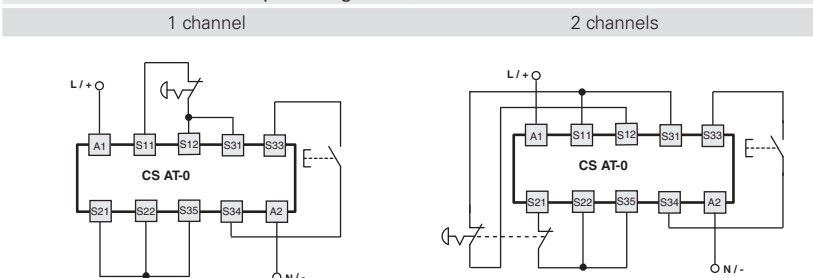 1 channel
2 channels
L / +
A1 S11 S12 S31 S33
CS AT-0
S21 S22 S35 S34 A2
N / -
L / +
A1 S11 S12 S31 S33
CS AT-0
S21 S22 S35 S34 A2
N / -